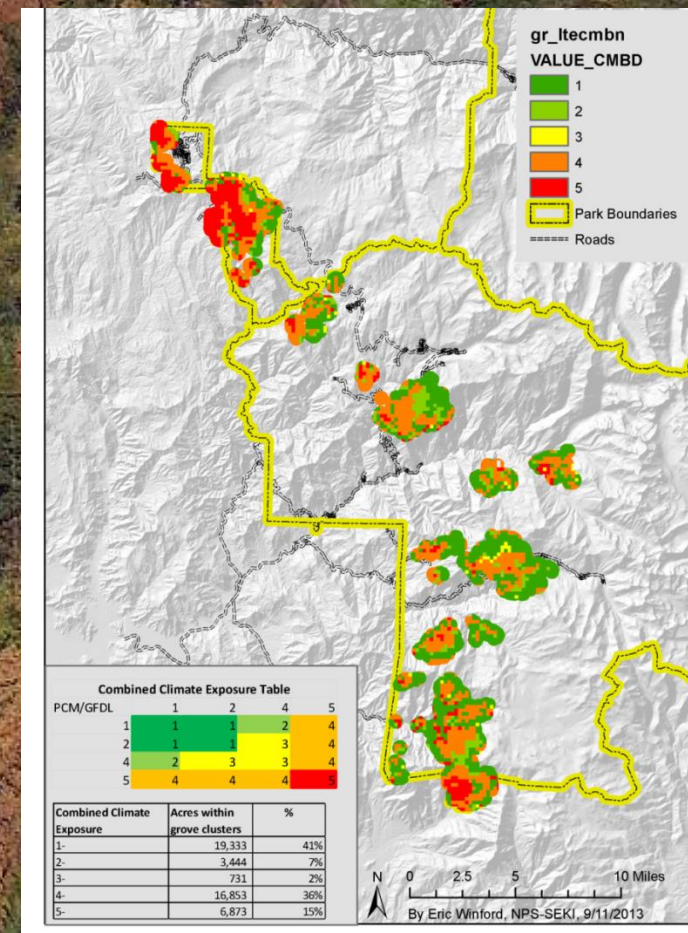 gr_ltecmbn
VALUE_CMBD
1
2
3
4
5
Park Boundaries
Roads
Combined Climate Exposure Table
PCM/GFDL 1 2 4 5
1 1 1 2 4
2 1 1 3 4
4 2 3 3 4
5 4 4 4 5
Combined Climate Exposure Acres within grove clusters %
1- 19,333 41%
2- 3,444 7%
3- 731 2%
4- 16,853 36%
5- 6,873 15%
N 0 2.5 5 10 Miles
By Eric Winford, NPS-SEKI, 9/11/2013